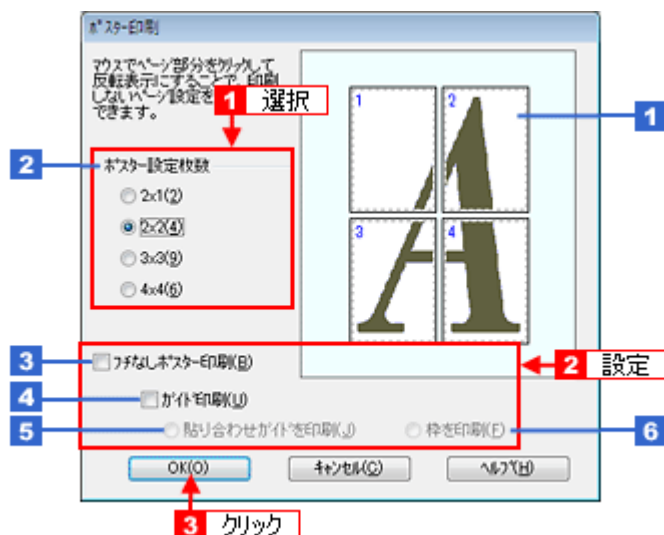 ポスター印刷
マウスでページ部分をクリックして
反転表示にすることで、印刷
しないページ設定を
できます。
1 選択
1
2
ポスター設定枚数
2x1(2)
2x2(4)
3x3(9)
4x4(6)
1
2
3
4
3
フチなしポスター印刷(B)
2 設定
4
ガイド印刷(U)
5
貼り合わせガイドを印刷(J)
枠を印刷(F)
6
OK(O)
キャンセル(C)
ヘルプ(H)
3 クリック